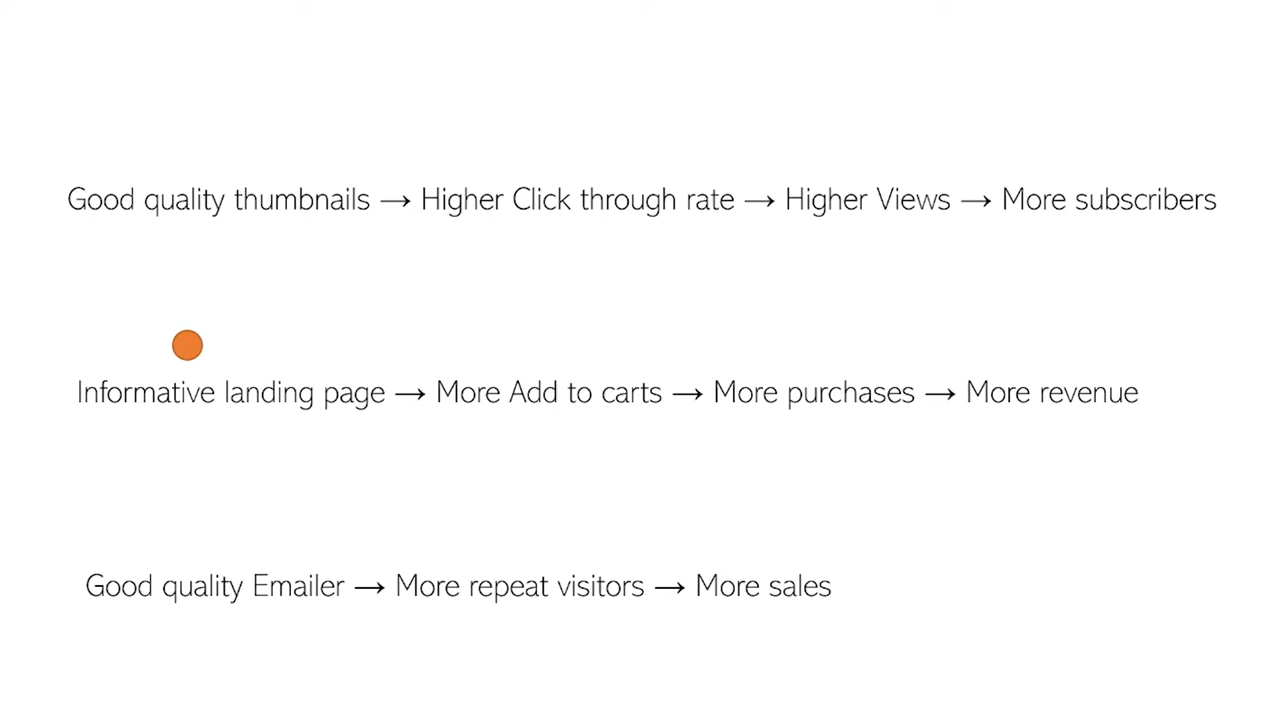 Good quality thumbnails → Higher Click through rate → Higher Views → More subscribers
Informative landing page → More Add to carts → More purchases → More revenue
Good quality Emailer → More repeat visitors → More sales